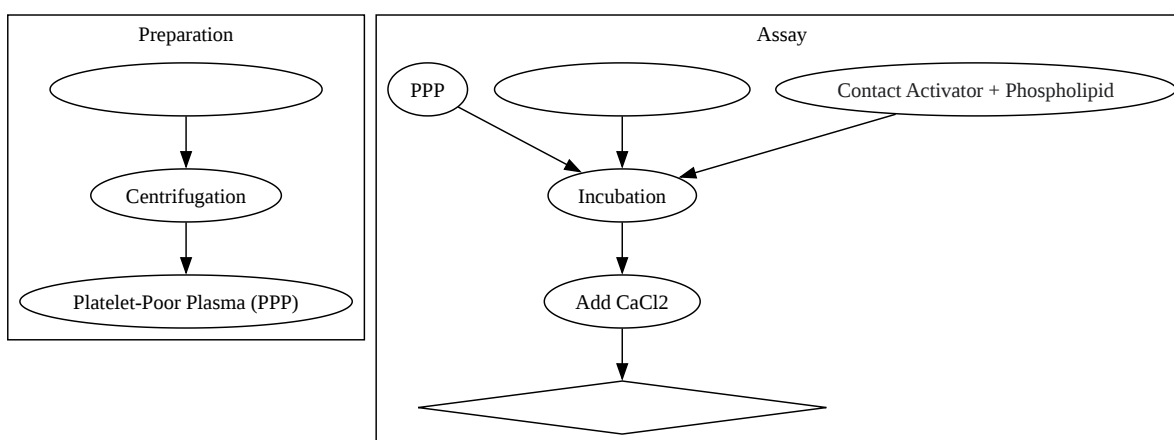 Preparation
Centrifugation
Platelet-Poor Plasma (PPP)
Assay
PPP
Contact Activator + Phospholipid
Incubation
Add CaCl2